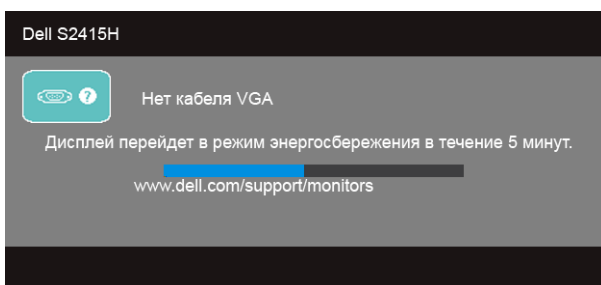 Dell S2415H
Нет кабеля VGA
Дисплей перейдет в режим энергосбережения в течение 5 минут.
www.dell.com/support/monitors